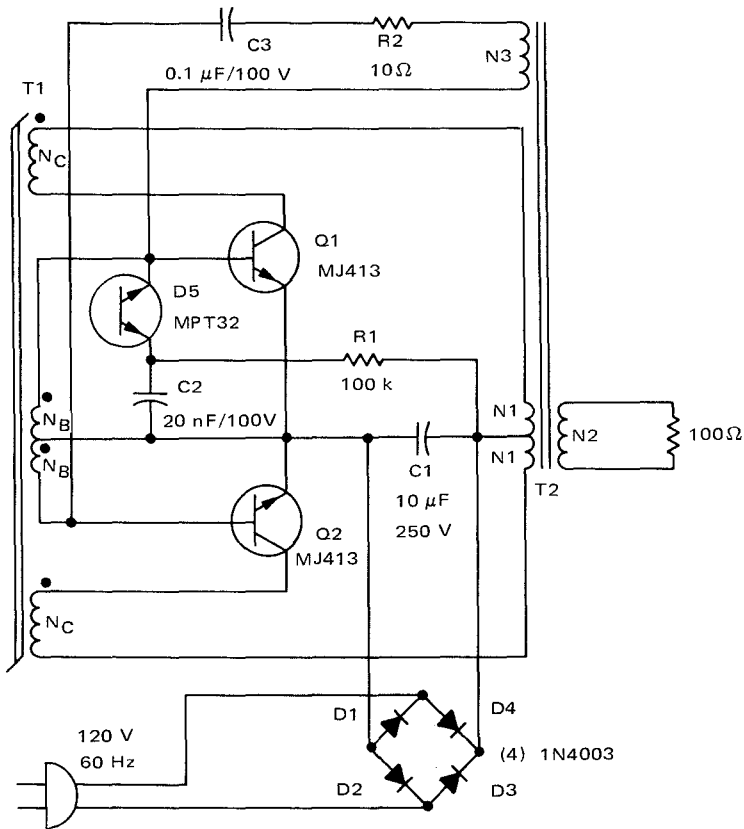 C3
0.1 μF/100 V
R2
10Ω
N3
T1
NC
Q1
MJ413
D5
MPT32
R1
100 k
C2
20 nF/100V
NB
NB
N1
N1
N2
100Ω
T2
C1
10 μF
250 V
Q2
MJ413
NC
120 V
60 Hz
D1
D4
(4) 1N4003
D2
D3